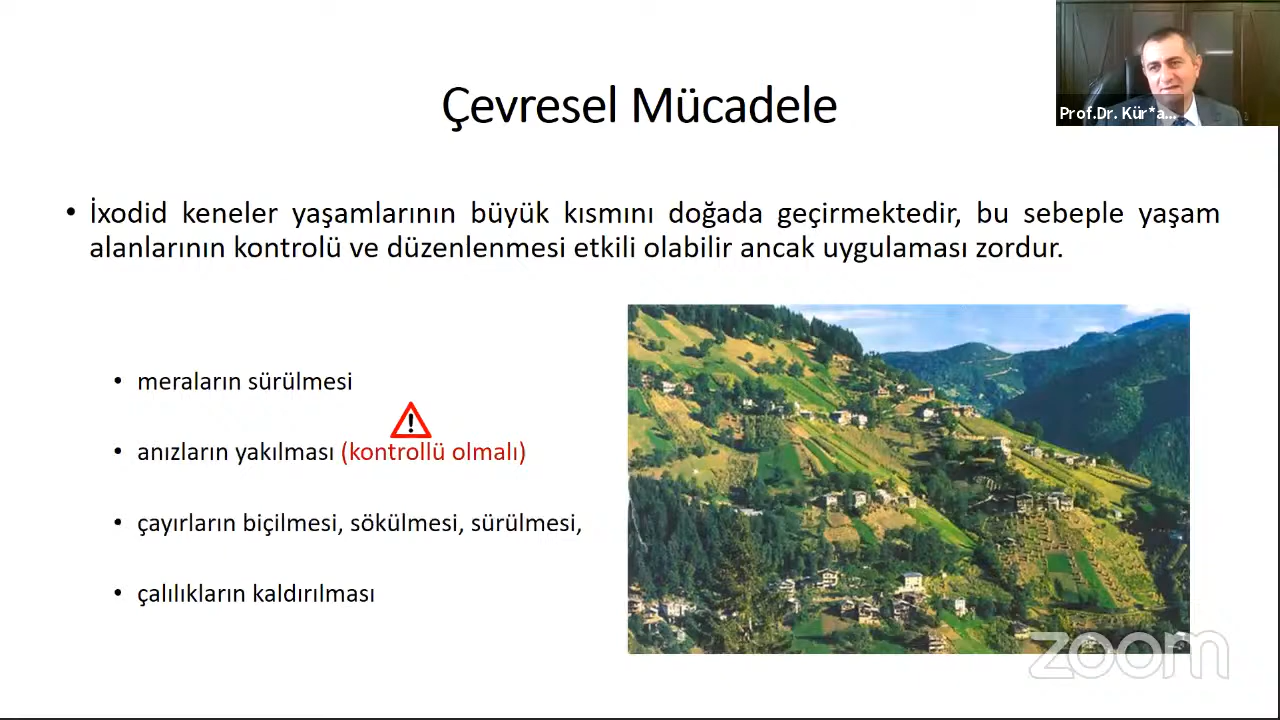 Çevresel Mücadele
Prof.Dr. Kür*a...
• İxodid keneler yaşamlarının büyük kısmını doğada geçirmektedir, bu sebeple yaşam
alanlarının kontrolü ve düzenlenmesi etkili olabilir ancak uygulaması zordur.
• meraların sürülmesi
!
• anızların yakılması (kontrollü olmalı)
• çayırların biçilmesi, sökülmesi, sürülmesi,
• çalılıkların kaldırılması
zoom